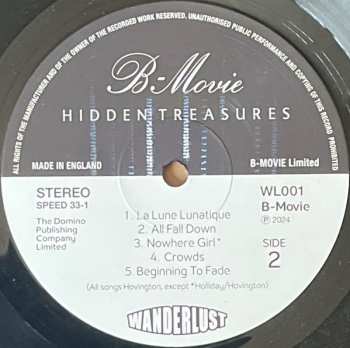 ALL RIGHTS OF THE MANUFACTURER AND OF THE OWNER OF THE RECORDED WORK RESERVED, UNAUTHORISED PUBLIC PERFORMANCE AND COPYING OF THIS RECORD PROHIBITED
B-Movie
HIDDEN TREASURES
MADE IN ENGLAND
B-MOVIE Limited
STEREO
SPEED 33-1
The Domino
Publishing
Company
Limited
WL001
B-Movie
℗ 2024
SIDE
2
1. La Lune Lunatique
2. All Fall Down
3. Nowhere Girl*
4. Crowds
5. Beginning To Fade
(All songs Hovington, except *Holliday/Hovington)
WANDERLUST